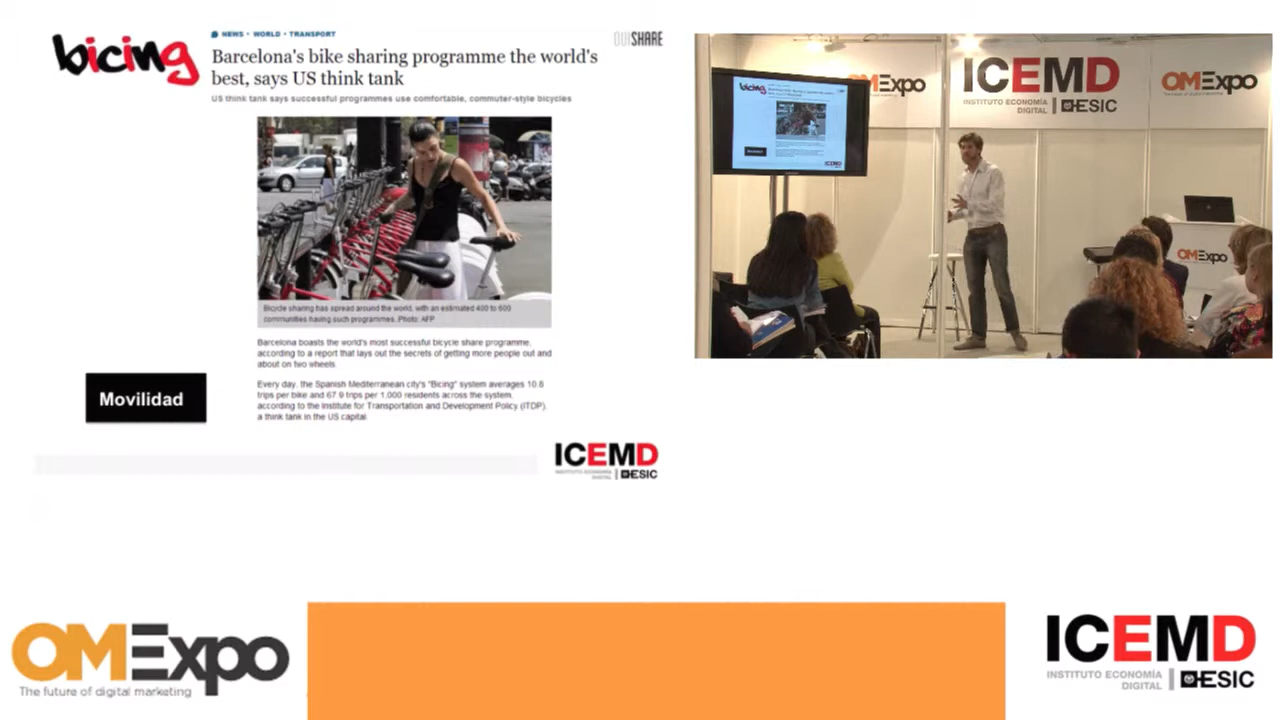 bicing
NEWS • WORLD • TRANSPORT
OUISHARE
Barcelona's bike sharing programme the world's
best, says US think tank
US think tank says successful programmes use comfortable, commuter-style bicycles
Bicycle sharing has spread around the world, with an estimated 400 to 600
communities having such programmes. Photo: AFP
Barcelona boasts the world's most successful bicycle share programme,
according to a report that lays out the secrets of getting more people out and
about on two wheels.
Every day, the Spanish Mediterranean city's "Bicing" system averages 10.8
trips per bike and 67.9 trips per 1,000 residents across the system,
according to the Institute for Transportation and Development Policy (ITDP),
a think tank in the US capital.
Movilidad
ICEMD
INSTITUTO ECONOMÍA
DIGITAL | ESIC
bicing
Movilidad
ICEMD
OMExpo
ICEMD
INSTITUTO ECONOMÍA
DIGITAL | ESIC
OMExpo
OMExpo
OMExpo
The future of digital marketing
ICEMD
INSTITUTO ECONOMÍA
DIGITAL | ESIC